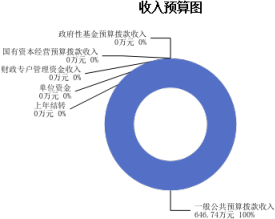 收入预算图
政府性基金预算拨款收入
0万元 0%
国有资本经营预算拨款收入
0万元 0%
财政专户管理资金收入
0万元 0%
单位资金
0万元 0%
上年结转
0万元 0%
一般公共预算拨款收入
646.74万元 100%